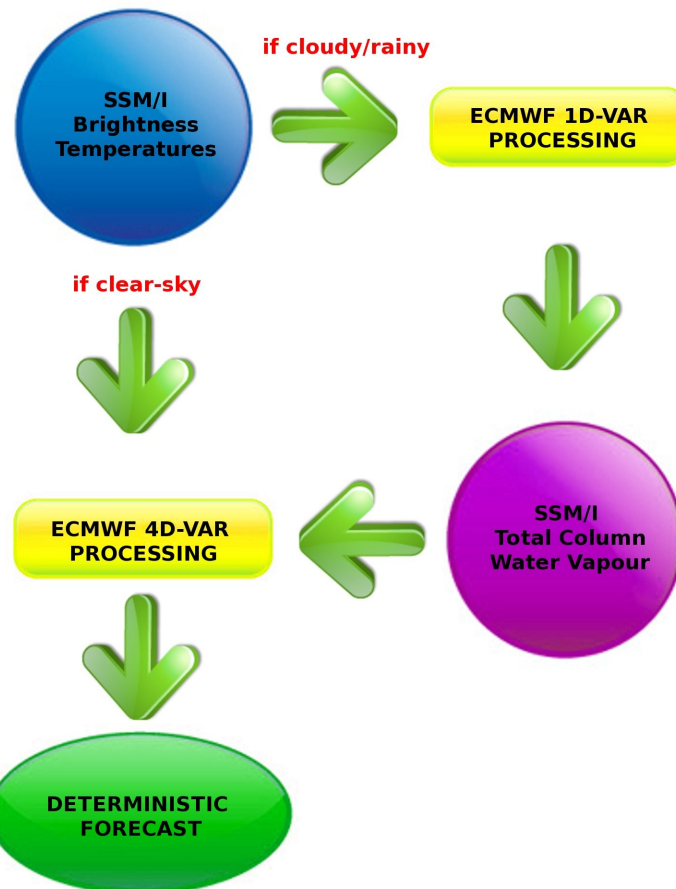 if cloudy/rainy
SSM/I
Brightness
Temperatures
ECMWF 1D-VAR
PROCESSING
if clear-sky
SSM/I
Total Column
Water Vapour
ECMWF 4D-VAR
PROCESSING
DETERMINISTIC
FORECAST